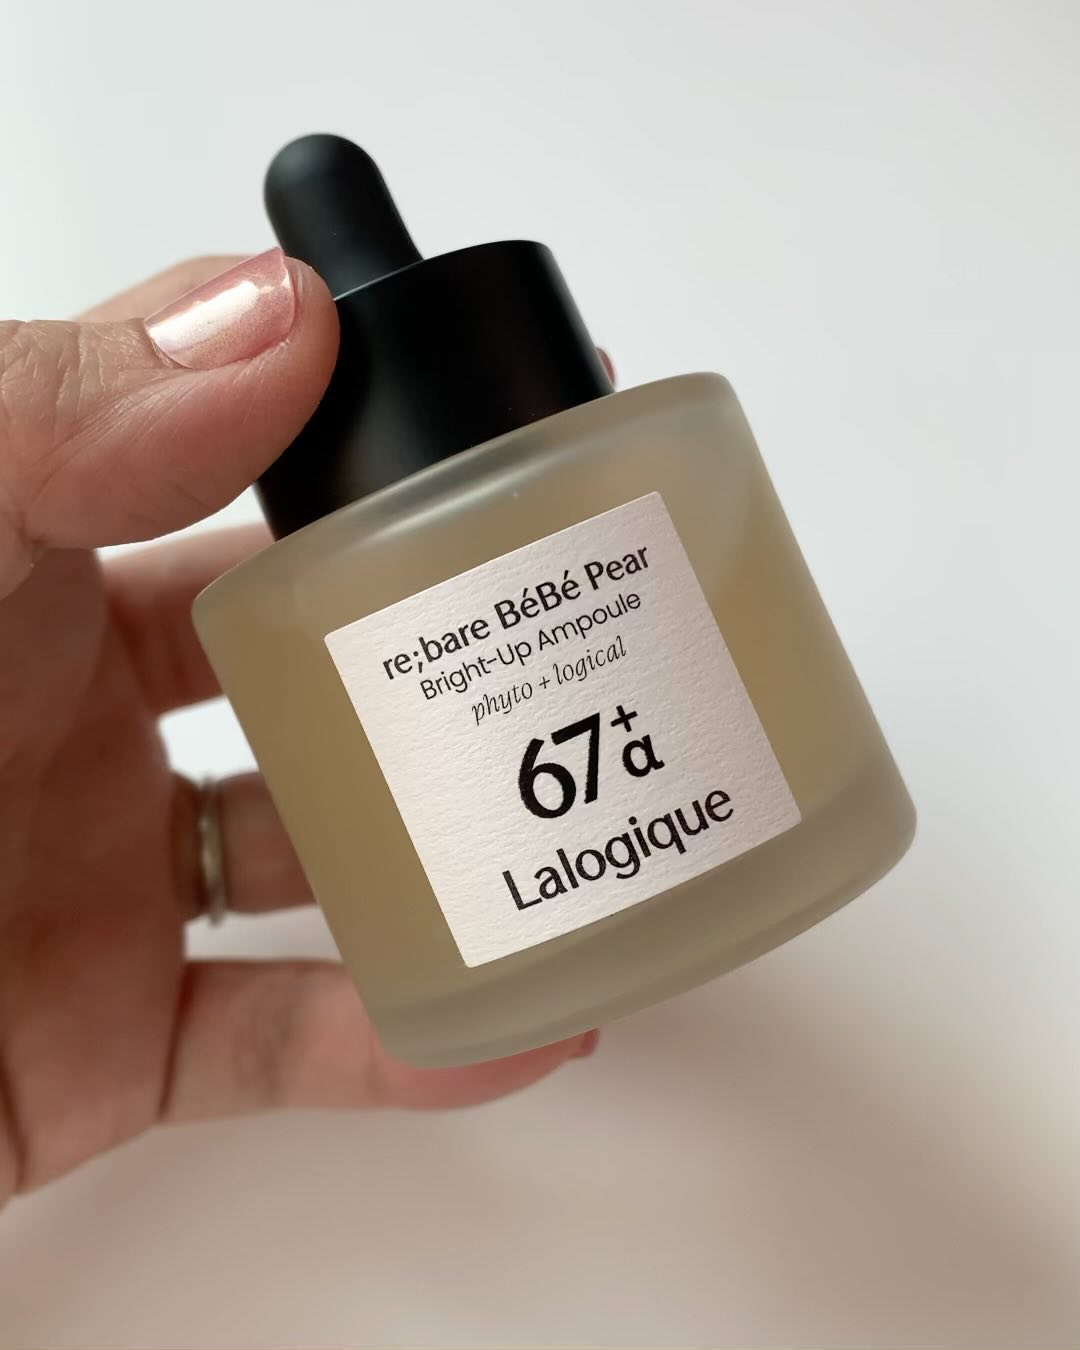 re;bare BéBé Pear
Bright-Up Ampoule
phyto + logical
67+α
Lalogique